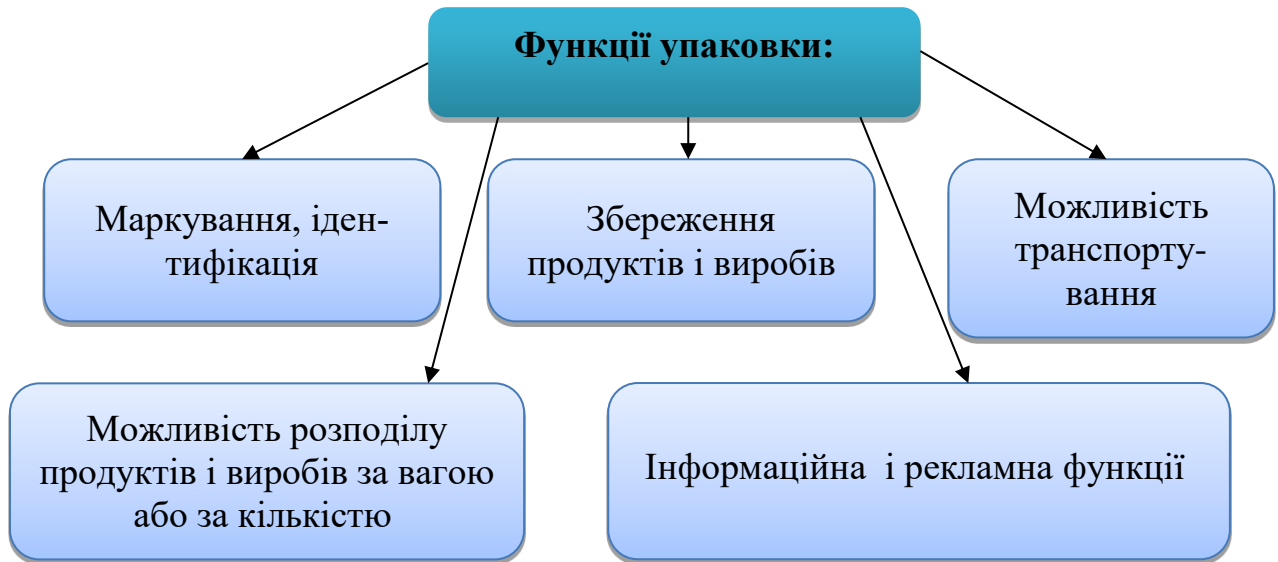 Функції упаковки:
Маркування, іден-
тифікація
Збереження
продуктів і виробів
Можливість
транспорту-
вання
Можливість розподілу
продуктів і виробів за вагою
або за кількістю
Інформаційна і рекламна функції